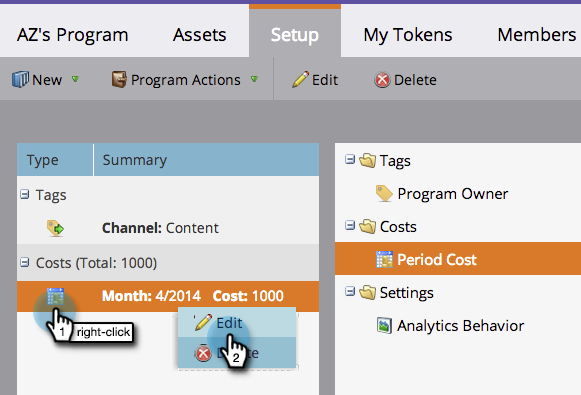 AZ's Program Assets Setup My Tokens Members
New Program Actions Edit Delete
Type Summary
Tags
Channel: Content
Costs (Total: 1000)
Month: 4/2014 Cost: 1000
1 right-click
Edit
2
Tags
Program Owner
Costs
Period Cost
Settings
Analytics Behavior